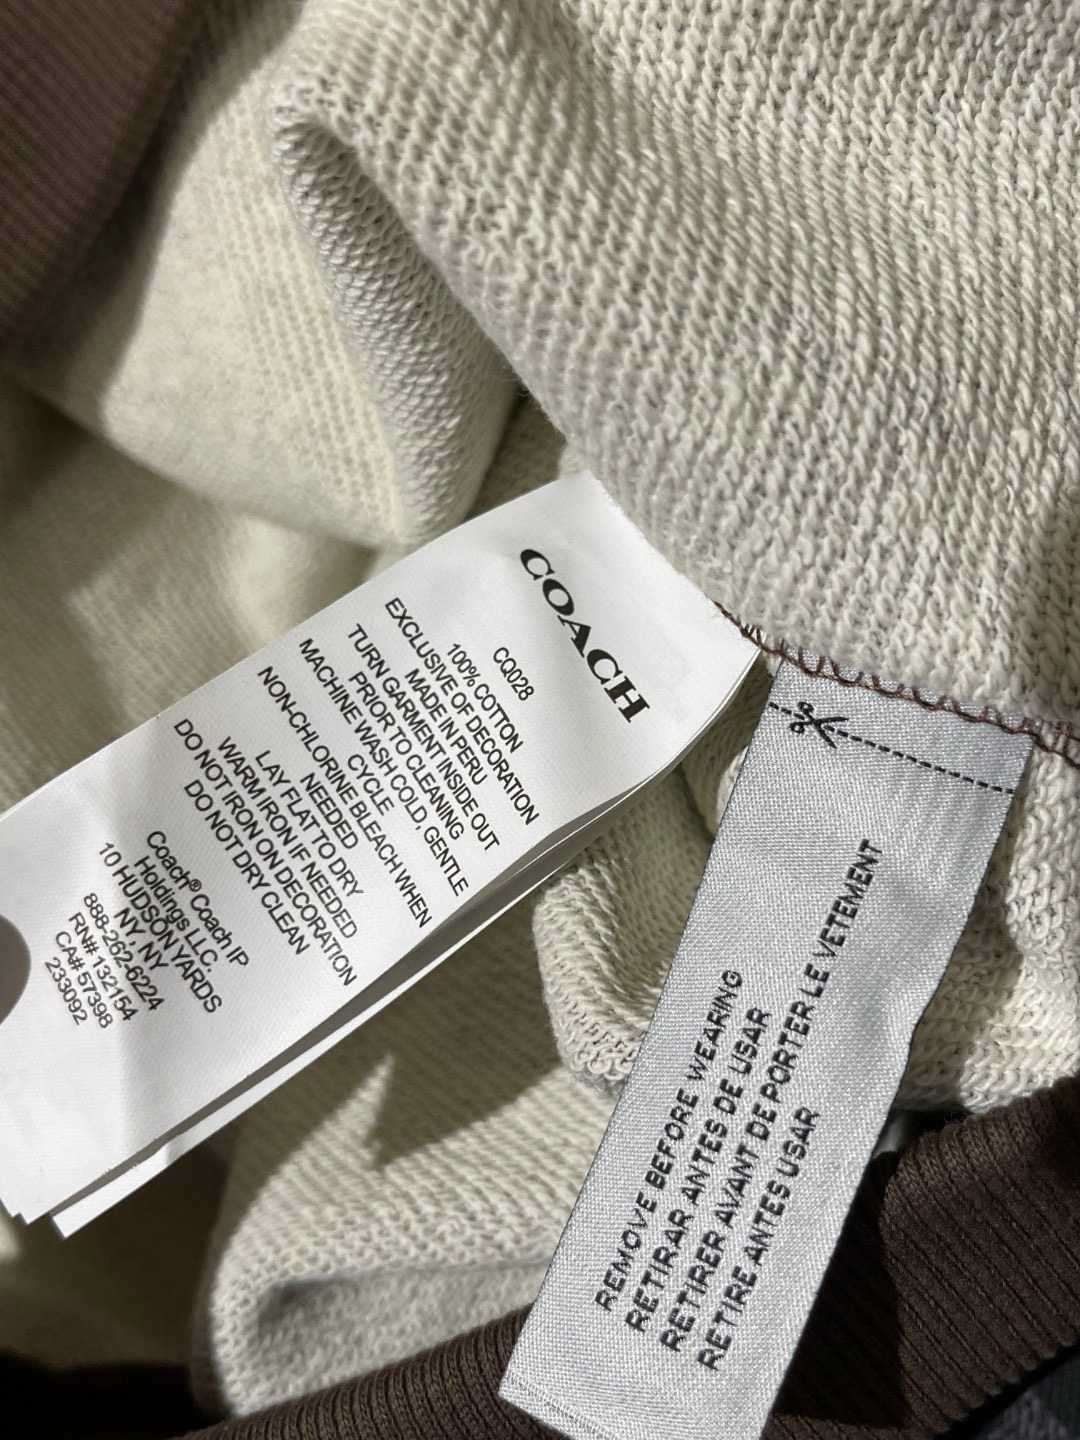 COACH
CQ028
100% COTTON
EXCLUSIVE OF DECORATION
MADE IN PERU
TURN GARMENT INSIDE OUT
PRIOR TO CLEANING
MACHINE WASH COLD, GENTLE
CYCLE
NON-CHLORINE BLEACH WHEN
NEEDED
LAY FLAT TO DRY
WARM IRON IF NEEDED
DO NOT IRON ON DECORATION
DO NOT DRY CLEAN
Coach® Coach IP
Holdings LLC.
10 HUDSON YARDS
NY, NY
888-262-6224
RN# 132154
CA# 57398
233092
REMOVE BEFORE WEARING
RETIRAR ANTES DE USAR
RETIRER AVANT DE PORTER LE VETEMENT
RETIRE ANTES USAR